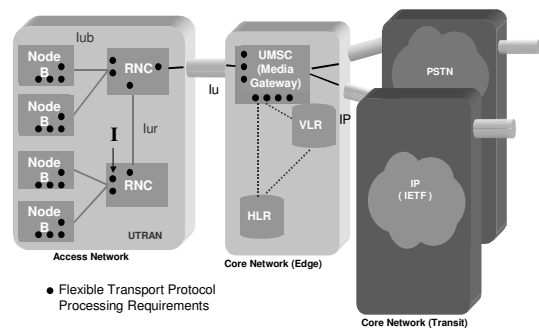 Node
B
Iub
RNC
Node
B
Iu
UMSC
(Media
Gateway)
PSTN
VLR
IP
Iur
I
Node
B
RNC
Node
B
HLR
IP
( IETF )
UTRAN
Access Network
Core Network (Edge)
Flexible Transport Protocol
Processing Requirements
Core Network (Transit)